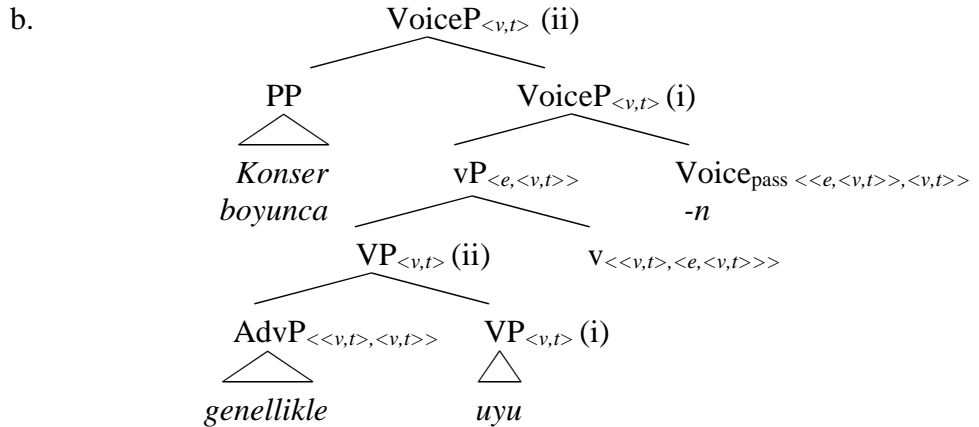 b.
VoiceP<v,t> (ii)
PP VoiceP<v,t> (i)
Konser vP<e,<v,t>> Voicepass <<e,<v,t>>,<v,t>>
boyunca -n
VP<v,t> (ii) v<<v,t>,<e,<v,t>>>
AdvP<<v,t>,<v,t>> VP<v,t> (i)
genellikle uyu